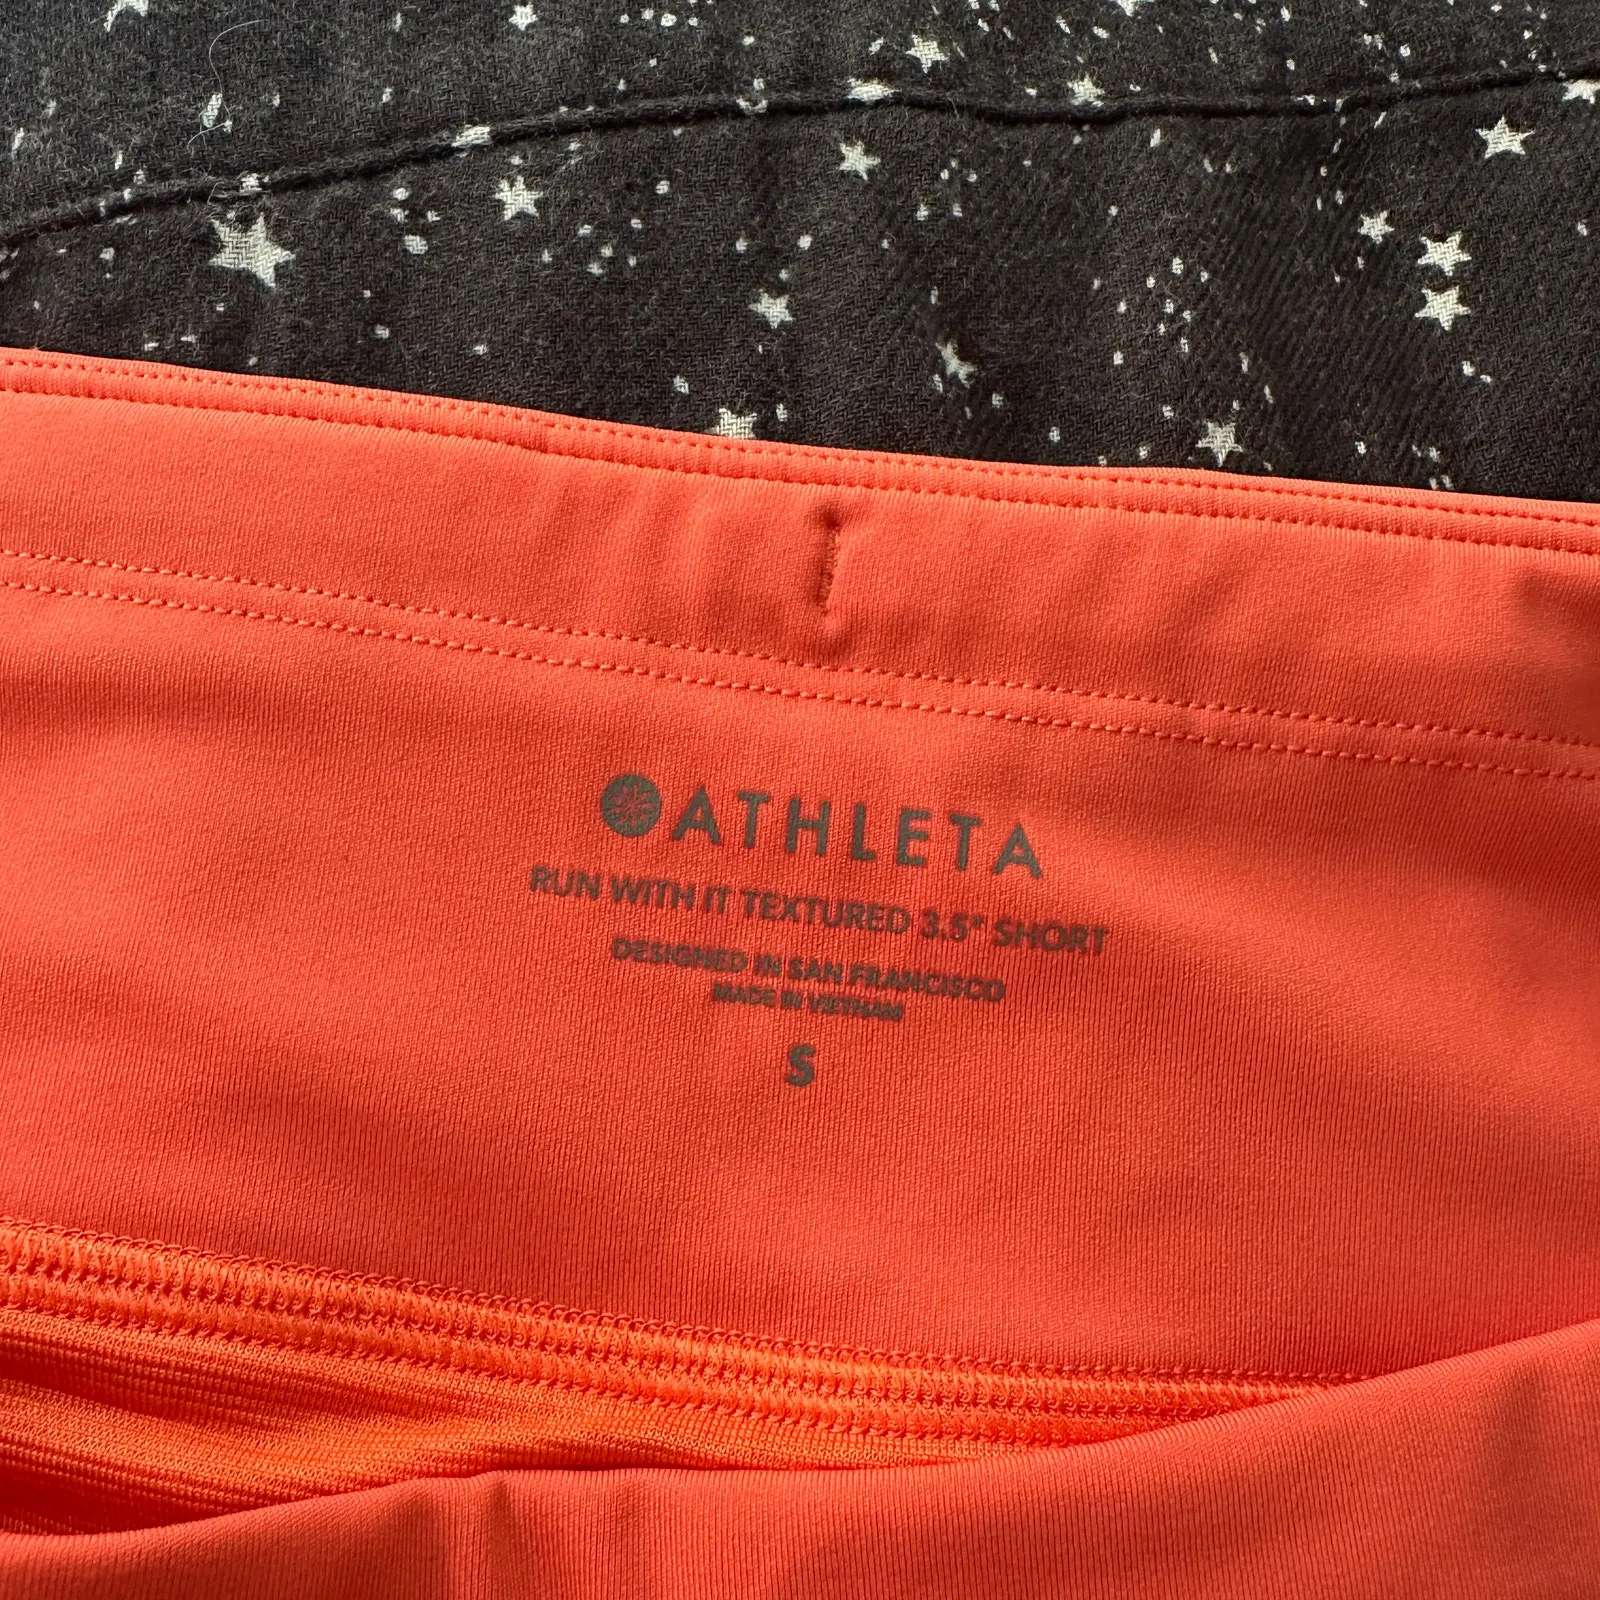 ATHLETA
RUN WITH IT TEXTURED 3.5" SHORT
DESIGNED IN SAN FRANCISCO
MADE IN VIETNAM
S